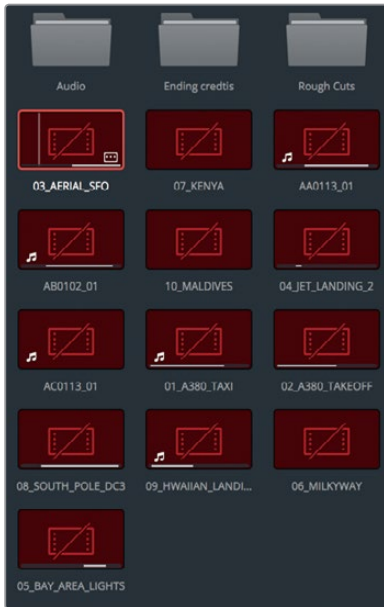 Audio
Ending credtis
Rough Cuts
03_AERIAL_SFO
07_KENYA
AA0113_01
AB0102_01
10_MALDIVES
04_JET_LANDING_2
AC0113_01
01_A380_TAXI
02_A380_TAKEOFF
08_SOUTH_POLE_DC3
09_HWAIIAN_LANDI...
06_MILKYWAY
05_BAY_AREA_LIGHTS